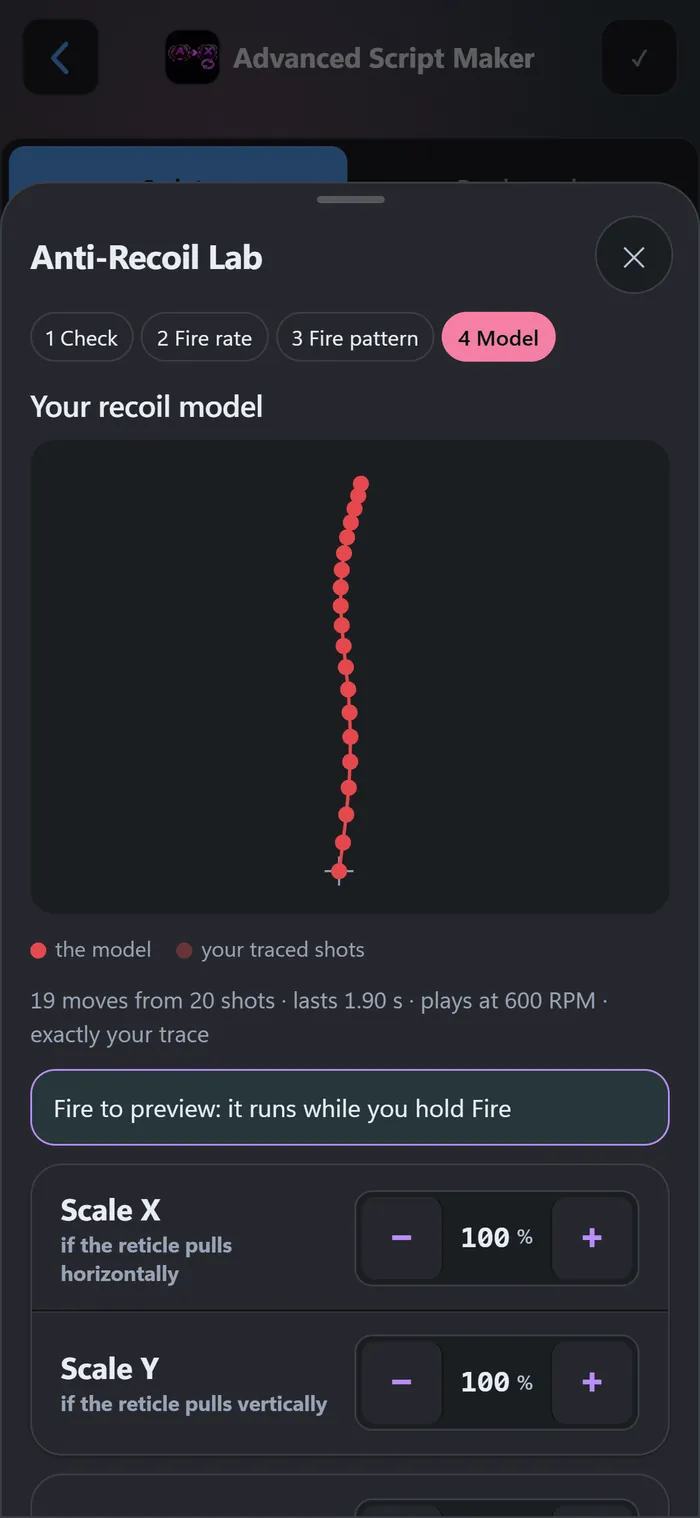 Advanced Script Maker
✓
Anti-Recoil Lab
1 Check
2 Fire rate
3 Fire pattern
4 Model
Your recoil model
the model
your traced shots
19 moves from 20 shots · lasts 1.90 s · plays at 600 RPM ·
exactly your trace
Fire to preview: it runs while you hold Fire
Scale X
if the reticle pulls
horizontally
− 100 % +
Scale Y
if the reticle pulls vertically
− 100 % +